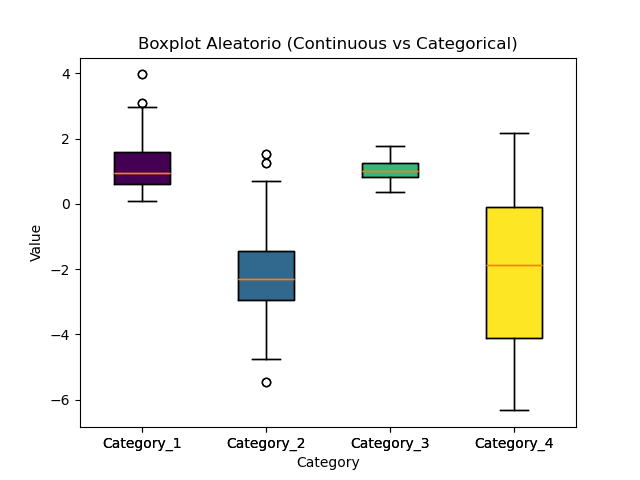 Boxplot Aleatorio (Continuous vs Categorical)
4
2
0
−2
−4
−6
Value
Category_1
Category_2
Category_3
Category_4
Category